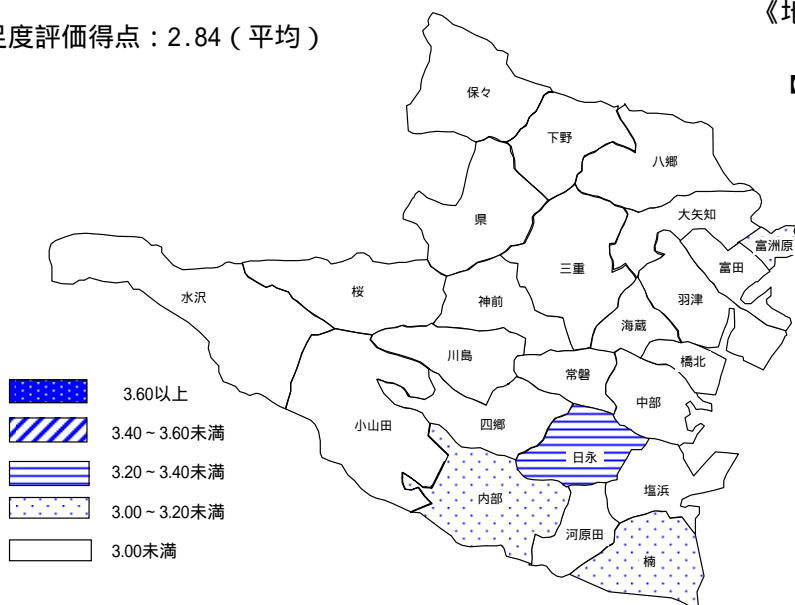 足度評価得点：2.84（平均）
《地
【
保々
下野
八郷
県
大矢知
富洲原
富田
三重
水沢
桜
神前
羽津
海蔵
川島
橋北
常磐
中部
小山田
四郷
日永
内部
塩浜
河原田
楠
3.60以上
3.40～3.60未満
3.20～3.40未満
3.00～3.20未満
3.00未満